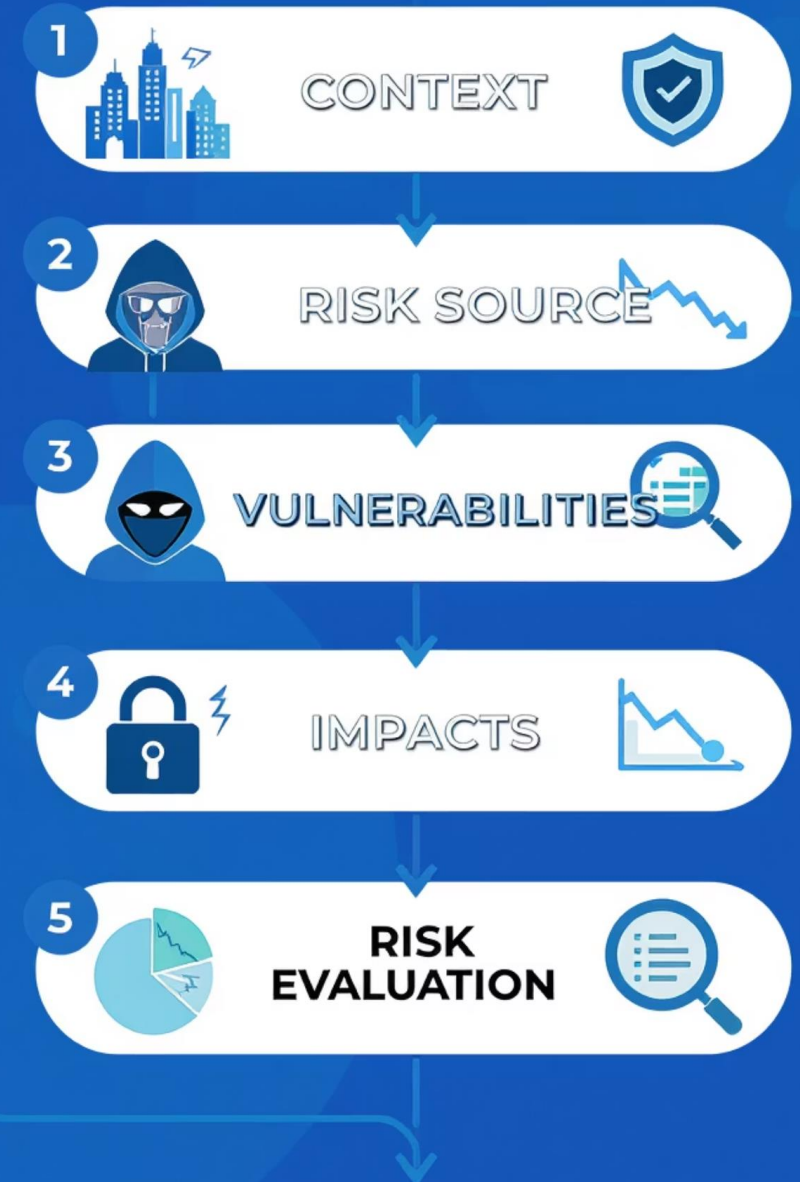 1
CONTEXT
2
RISK SOURCE
3
VULNERABILITIES
4
IMPACTS
5
RISK
EVALUATION